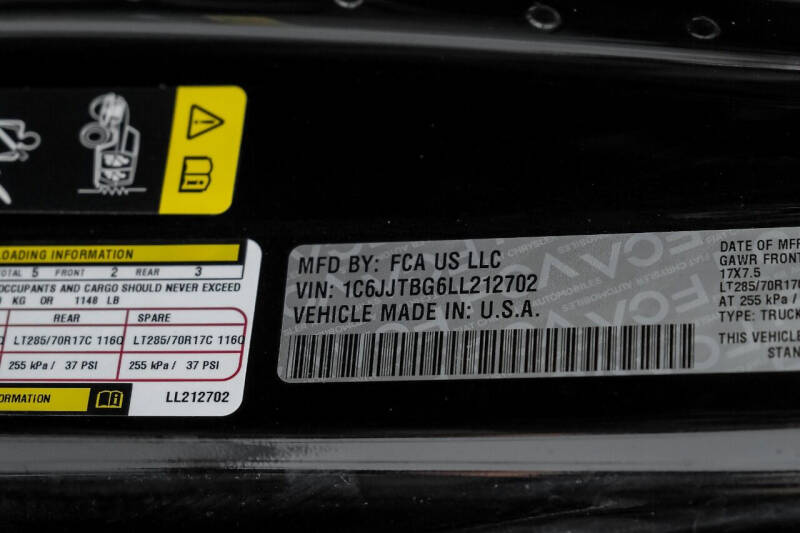 OADING INFORMATION
OTAL 5 FRONT 2 REAR 3
OCCUPANTS AND CARGO SHOULD NEVER EXCEED
KG OR 1148 LB
REAR SPARE
LT285/70R17C 116Q LT285/70R17C 116Q
255 kPa / 37 PSI 255 kPa / 37 PSI
ORMATION
LL212702
MFD BY: FCA US LLC
VIN: 1C6JJTBG6LL212702
VEHICLE MADE IN: U.S.A.
DATE OF MFR
GAWR FRONT
17X7.5
LT285/70R17
AT 255 kPa /
TYPE: TRUCK
THIS VEHICLE
STAN